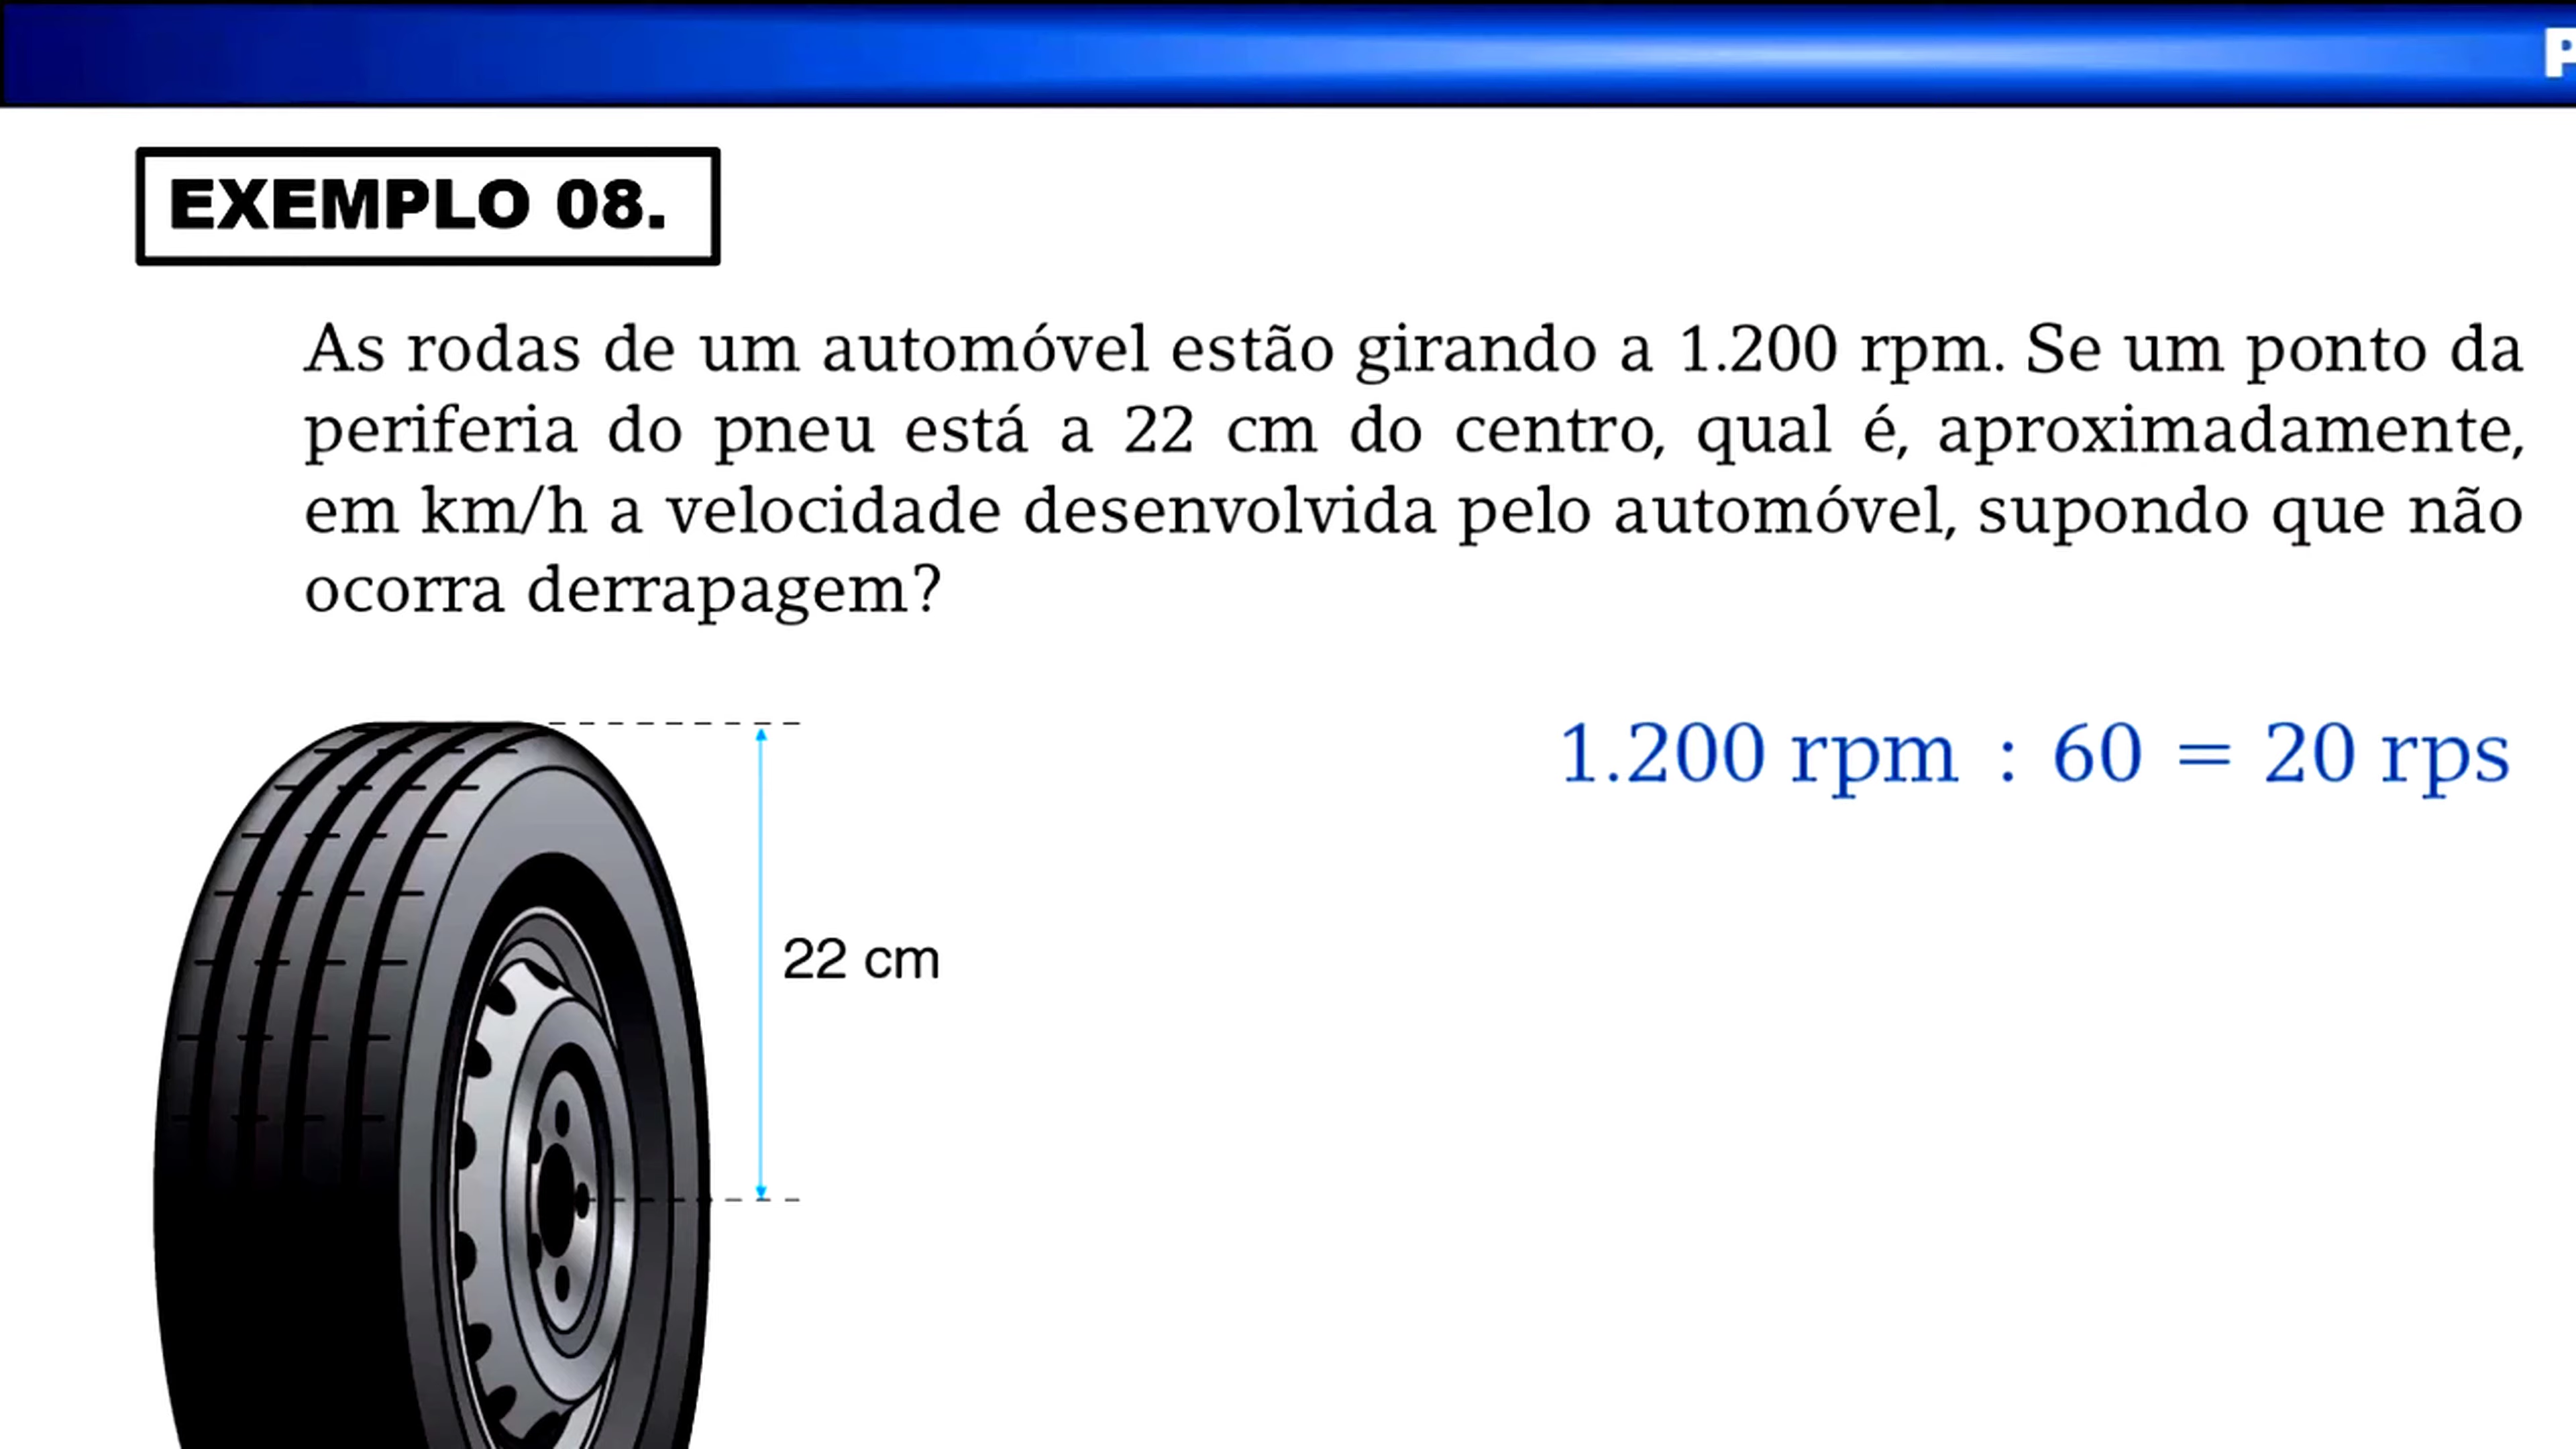 P
EXEMPLO 08.
As rodas de um automóvel estão girando a 1.200 rpm. Se um ponto da
periferia do pneu está a 22 cm do centro, qual é, aproximadamente,
em km/h a velocidade desenvolvida pelo automóvel, supondo que não
ocorra derrapagem?
1.200 rpm : 60 = 20 rps
22 cm